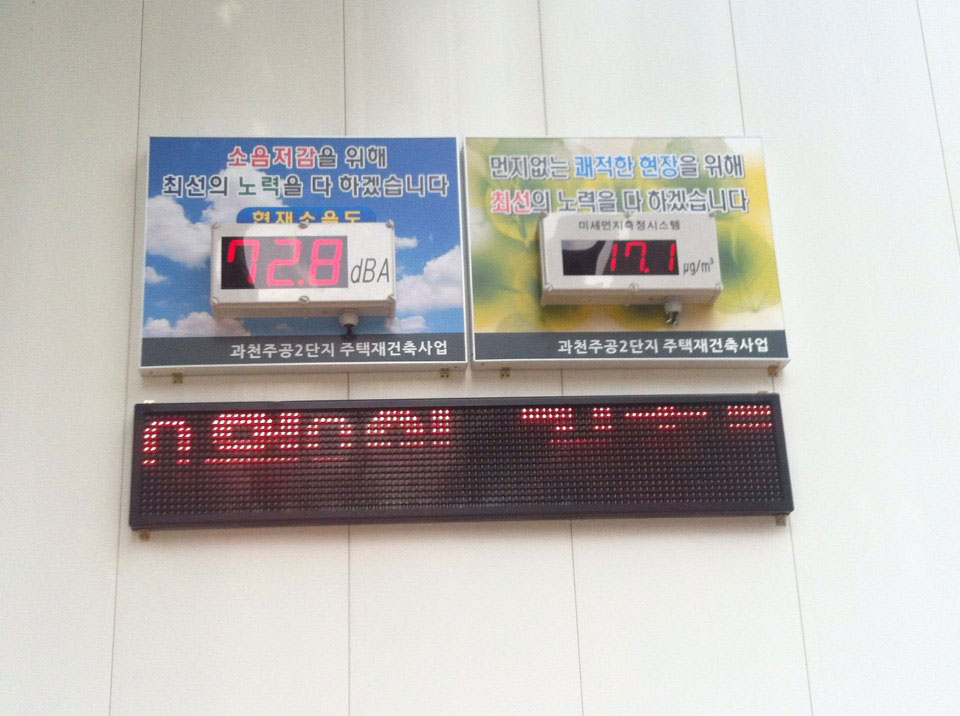 소음저감을 위해
최선의 노력을 다 하겠습니다
현재소음도
72.8 dBA
과천주공2단지 주택재건축사업
먼지없는 쾌적한 현장을 위해
최선의 노력을 다 하겠습니다
미세먼지측정시스템
17.1 µg/m³
과천주공2단지 주택재건축사업